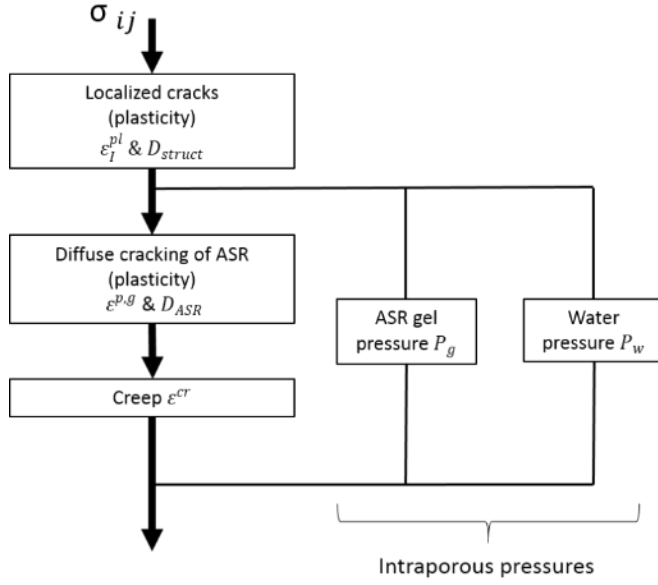 σ ij
Localized cracks
(plasticity)
ε_I^pl & D_struct
Diffuse cracking of ASR
(plasticity)
ε^p,g & D_ASR
ASR gel
pressure P_g
Water
pressure P_w
Creep ε^cr
Intraporous pressures